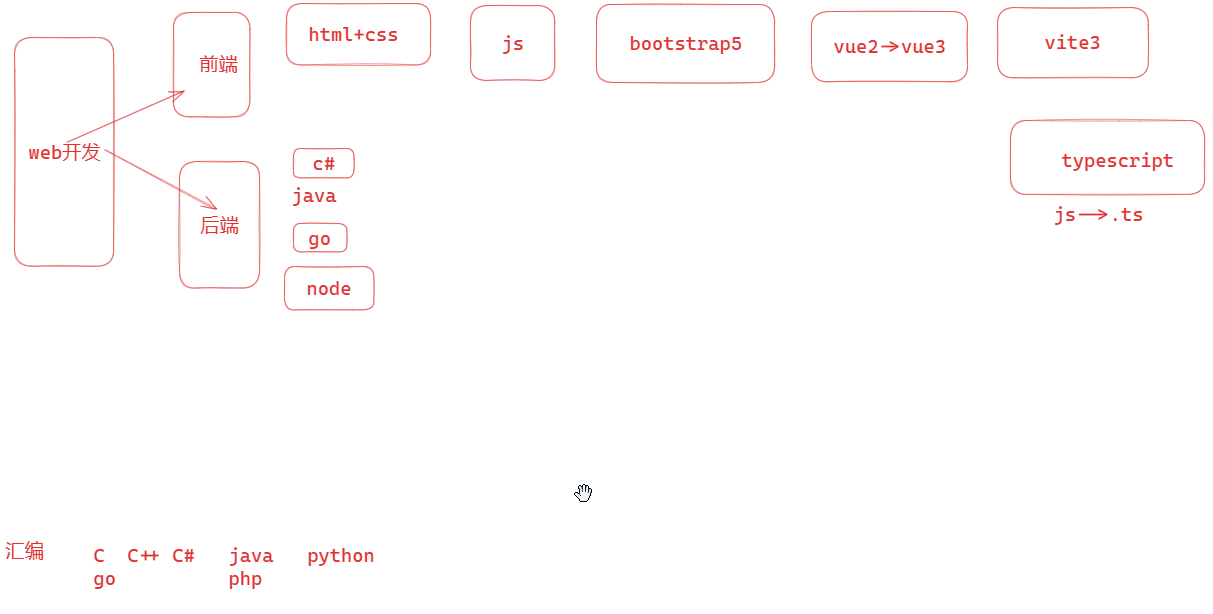 html+css
js
bootstrap5
vue2->vue3
vite3
前端
web开发
c#
java
typescript
js-->.ts
后端
go
node
汇编 C C++ C# java python
go php